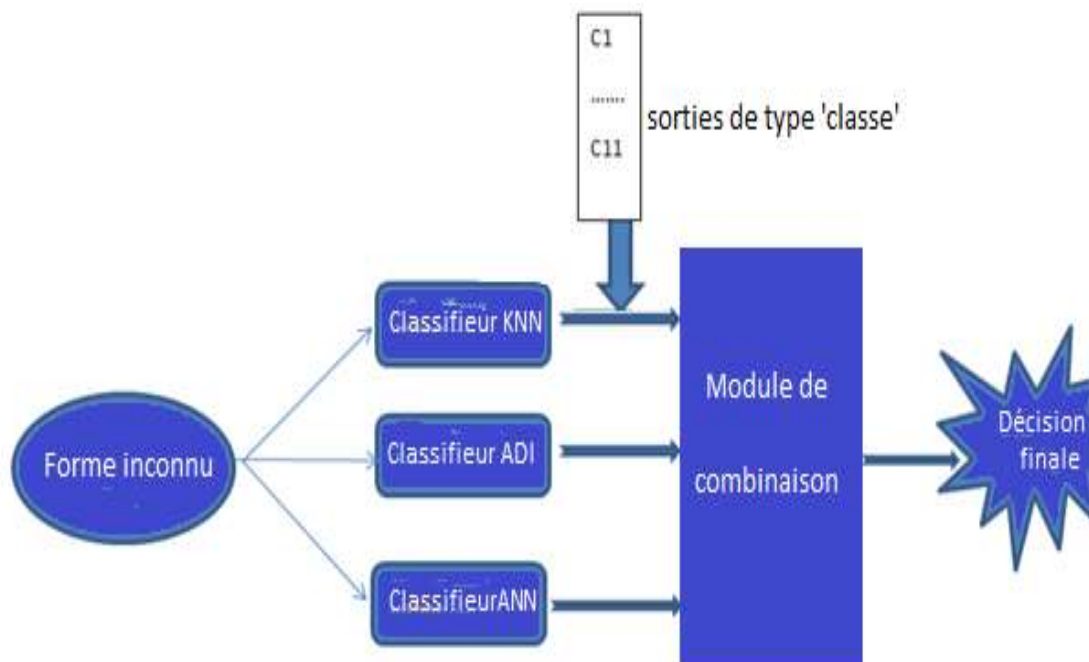 C1
.......
C11
sorties de type 'classe'
Classifieur KNN
Forme inconnu
Classifieur ADI
ClassifieurANN
Module de
combinaison
Décision
finale